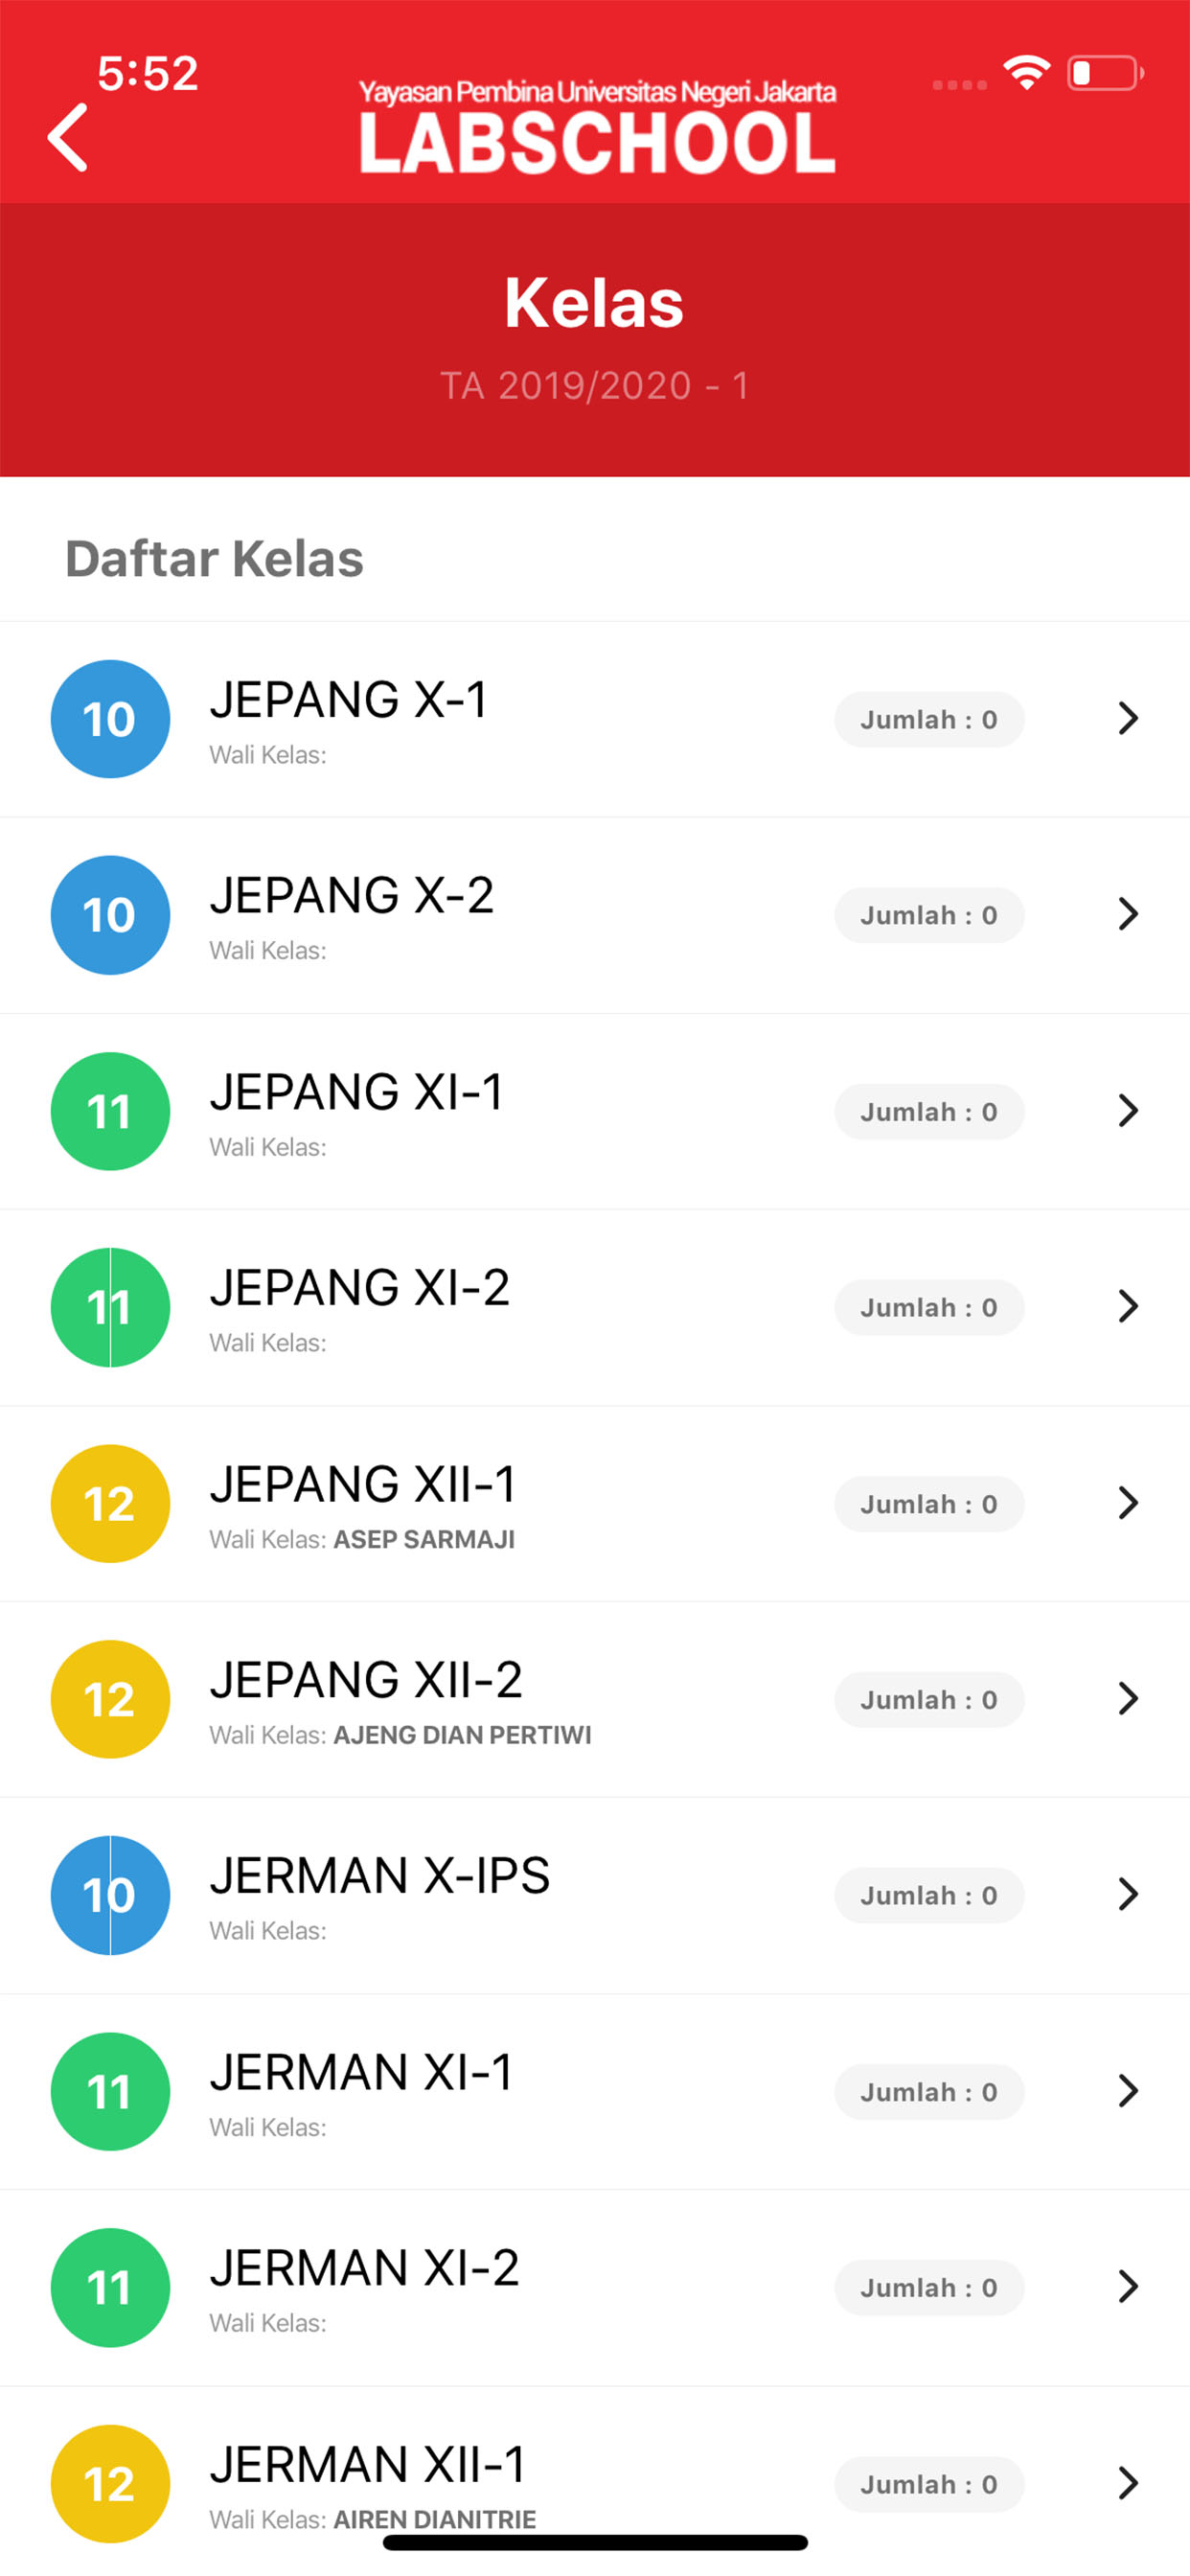 5:52
Yayasan Pembina Universitas Negeri Jakarta
LABSCHOOL
Kelas
TA 2019/2020 - 1
Daftar Kelas
10 JEPANG X-1 Jumlah : 0
Wali Kelas:
10 JEPANG X-2 Jumlah : 0
Wali Kelas:
11 JEPANG XI-1 Jumlah : 0
Wali Kelas:
11 JEPANG XI-2 Jumlah : 0
Wali Kelas:
12 JEPANG XII-1 Jumlah : 0
Wali Kelas: ASEP SARMAJI
12 JEPANG XII-2 Jumlah : 0
Wali Kelas: AJENG DIAN PERTIWI
10 JERMAN X-IPS Jumlah : 0
Wali Kelas:
11 JERMAN XI-1 Jumlah : 0
Wali Kelas:
11 JERMAN XI-2 Jumlah : 0
Wali Kelas:
12 JERMAN XII-1 Jumlah : 0
Wali Kelas: AIREN DIANITRIE